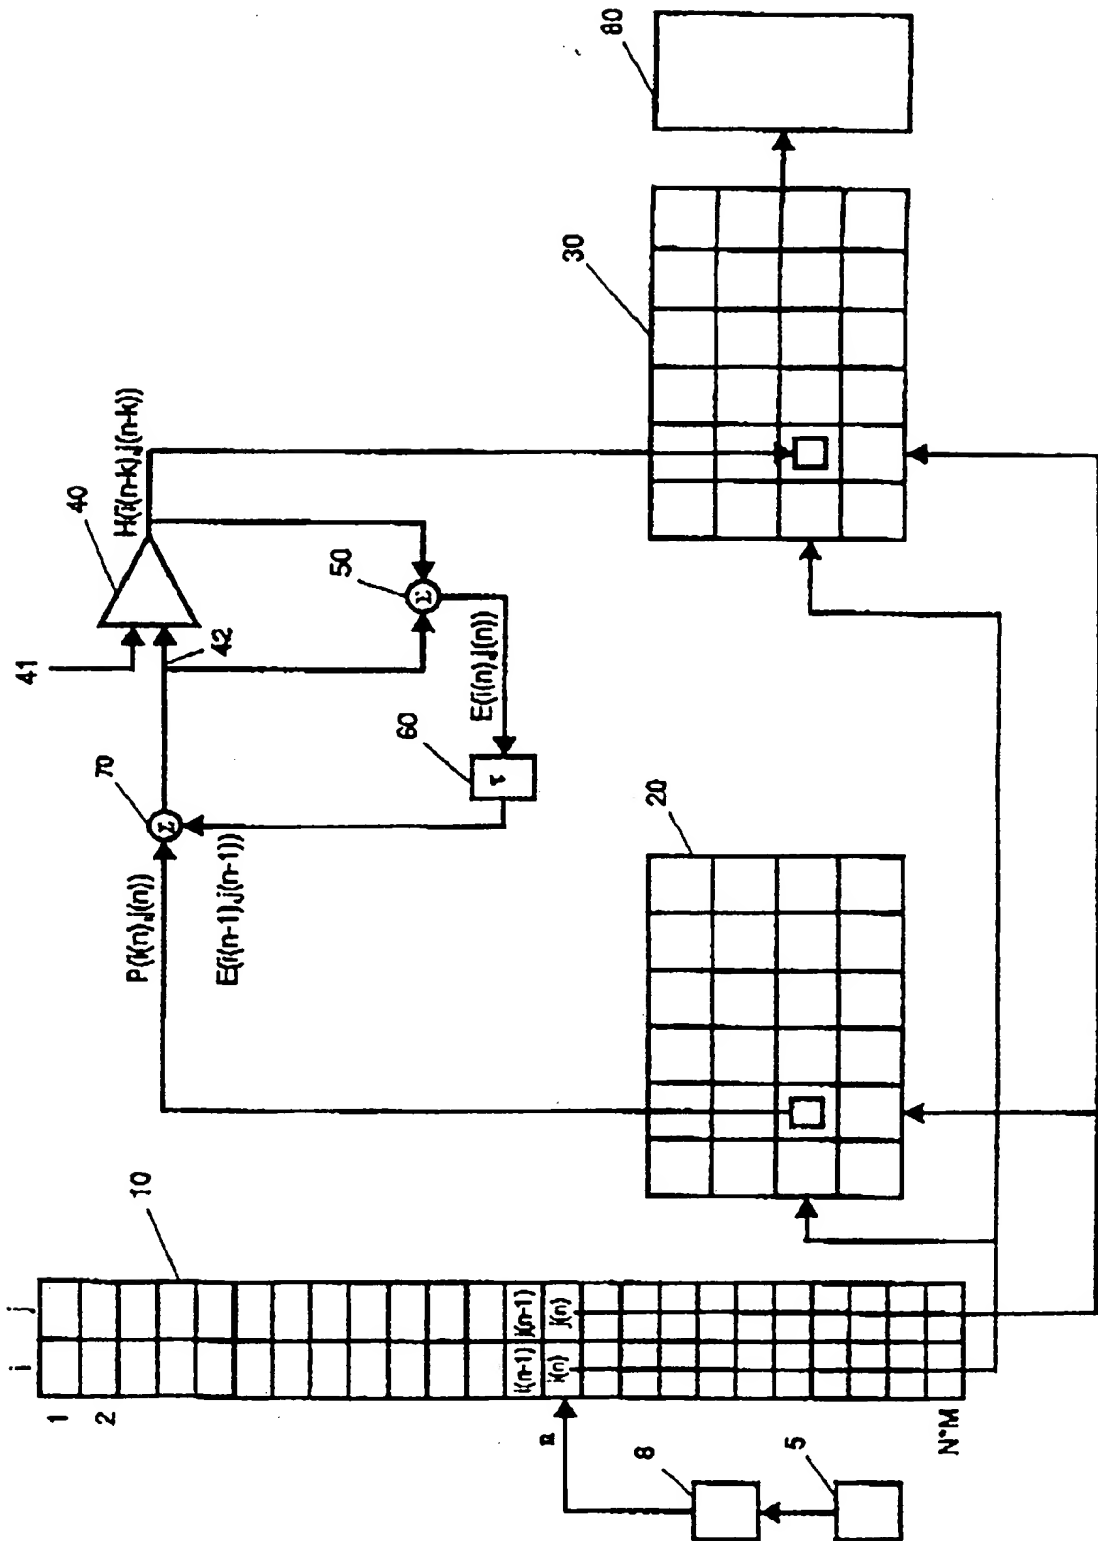 i j
1
2
10
i(n-1) j(n-1)
i(n) j(n)
N*M
n
8
5
20
P(i(n),j(n))
E(i(n-1),j(n-1))
70
Σ
41
42
40
H(i(n-k),j(n-k))
50
Σ
E(i(n),j(n))
60
τ
30
80